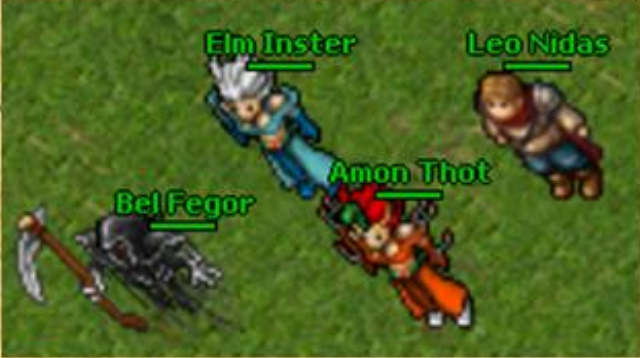 Elm Inster
Leo Nidas
Amon Thot
Bel Fegor